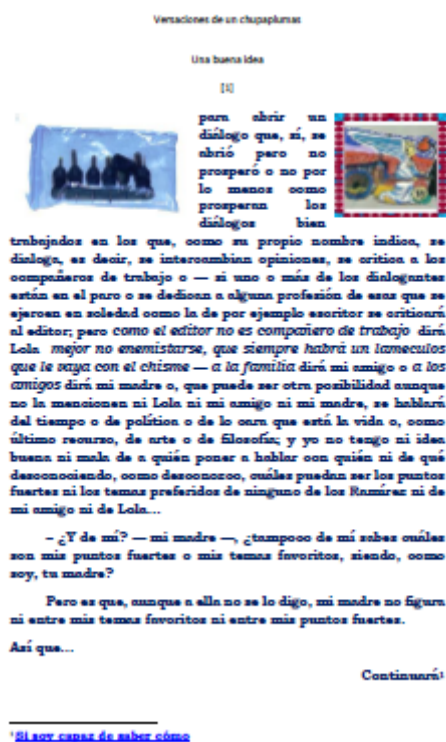 Versaciones de un chupaplumas
Una buena idea
[1]
para abrir un
diálogo que, sí, se
abrió pero no
prosperó o no por
lo menos como
prosperan los
diálogos bien
trabajados en los que, como su propio nombre indica, se
dialoga, es decir, se intercambian opiniones, se critica a los
compañeros de trabajo o — si uno o más de los dialogantes
están en el paro o se dedican a alguna profesión de esas que se
ejercen en soledad como la de por ejemplo escritor se criticará
al editor; pero como el editor no es compañero de trabajo dirá
Lola mejor no enemistarse, que siempre habrá un lameculos
que le vaya con el chisme — a la familia dirá mi amigo o a los
amigos dirá mi madre o, que puede ser otra posibilidad aunque
no la mencionen ni Lola ni mi amigo ni mi madre, se hablará
del tiempo o de política o de lo cara que está la vida o, como
último recurso, de arte o de filosofía; y yo no tengo ni idea
buena ni mala de a quién poner a hablar con quién ni de qué
desconociendo, como desconozco, cuáles puedan ser los puntos
fuertes ni los temas preferidos de ninguno de los Ramírez ni de
mi amigo ni de Lola...
– ¿Y de mí? — mi madre —, ¿tampoco de mí sabes cuáles
son mis puntos fuertes o mis temas favoritos, siendo, como
soy, tu madre?
Pero es que, aunque a ella no se lo digo, mi madre no figura
ni entre mis temas favoritos ni entre mis puntos fuertes.
Así que...
Continuará¹
¹Si soy capaz de saber cómo